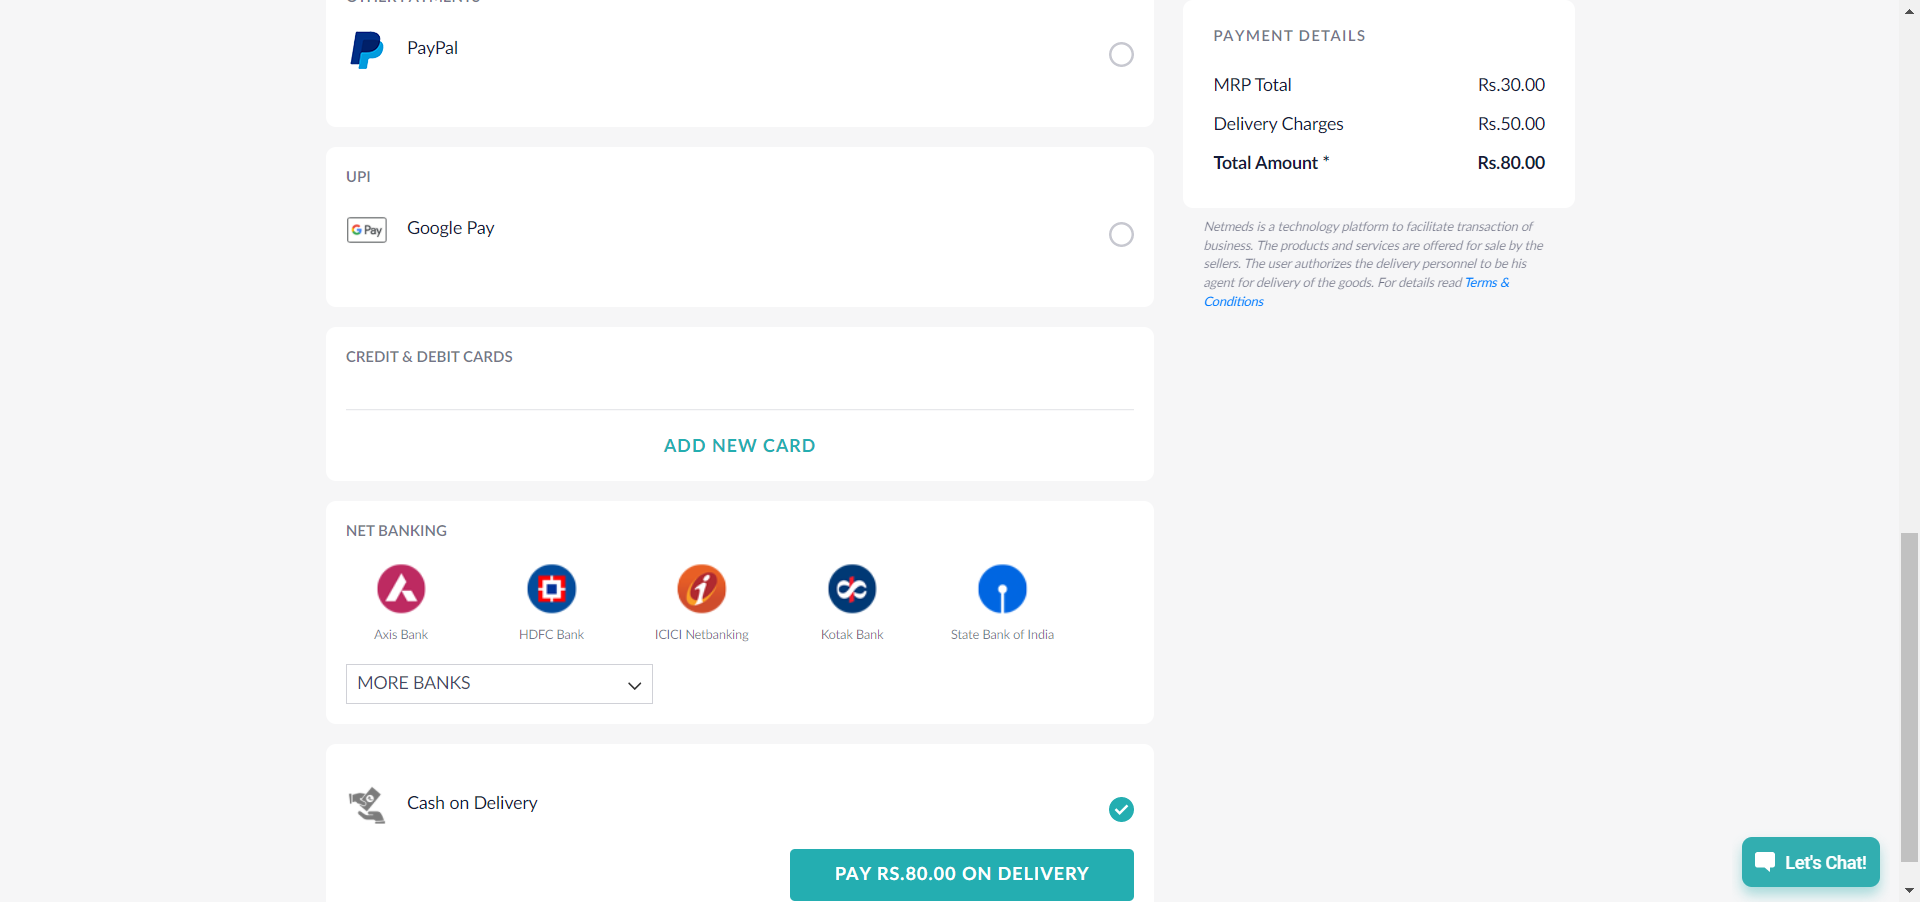 OTHER PAYMENTS
PayPal
UPI
G Pay
Google Pay
CREDIT & DEBIT CARDS
ADD NEW CARD
NET BANKING
Axis Bank
HDFC Bank
ICICI Netbanking
Kotak Bank
State Bank of India
MORE BANKS
Cash on Delivery
PAY RS.80.00 ON DELIVERY
PAYMENT DETAILS
MRP Total Rs.30.00
Delivery Charges Rs.50.00
Total Amount * Rs.80.00
Netmeds is a technology platform to facilitate transaction of
business. The products and services are offered for sale by the
sellers. The user authorizes the delivery personnel to be his
agent for delivery of the goods. For details read Terms &
Conditions
Let's Chat!